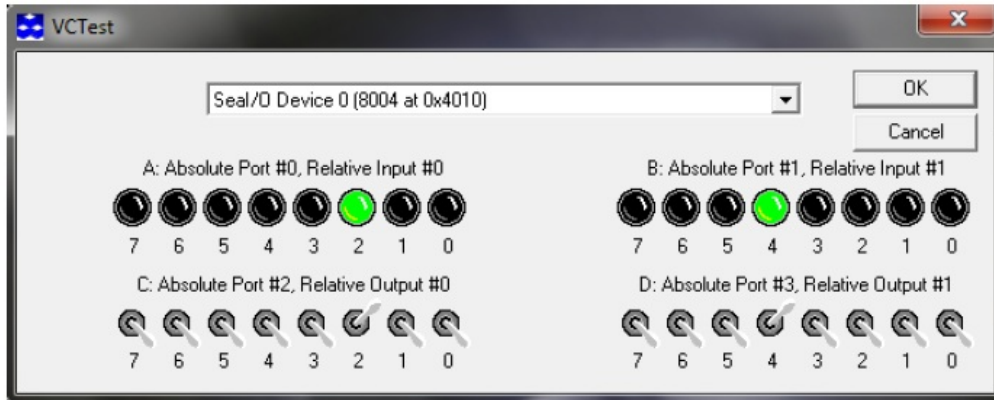 VCTest
SeaI/O Device 0 (8004 at 0x4010)
OK
Cancel
A: Absolute Port #0, Relative Input #0
7 6 5 4 3 2 1 0
B: Absolute Port #1, Relative Input #1
7 6 5 4 3 2 1 0
C: Absolute Port #2, Relative Output #0
7 6 5 4 3 2 1 0
D: Absolute Port #3, Relative Output #1
7 6 5 4 3 2 1 0